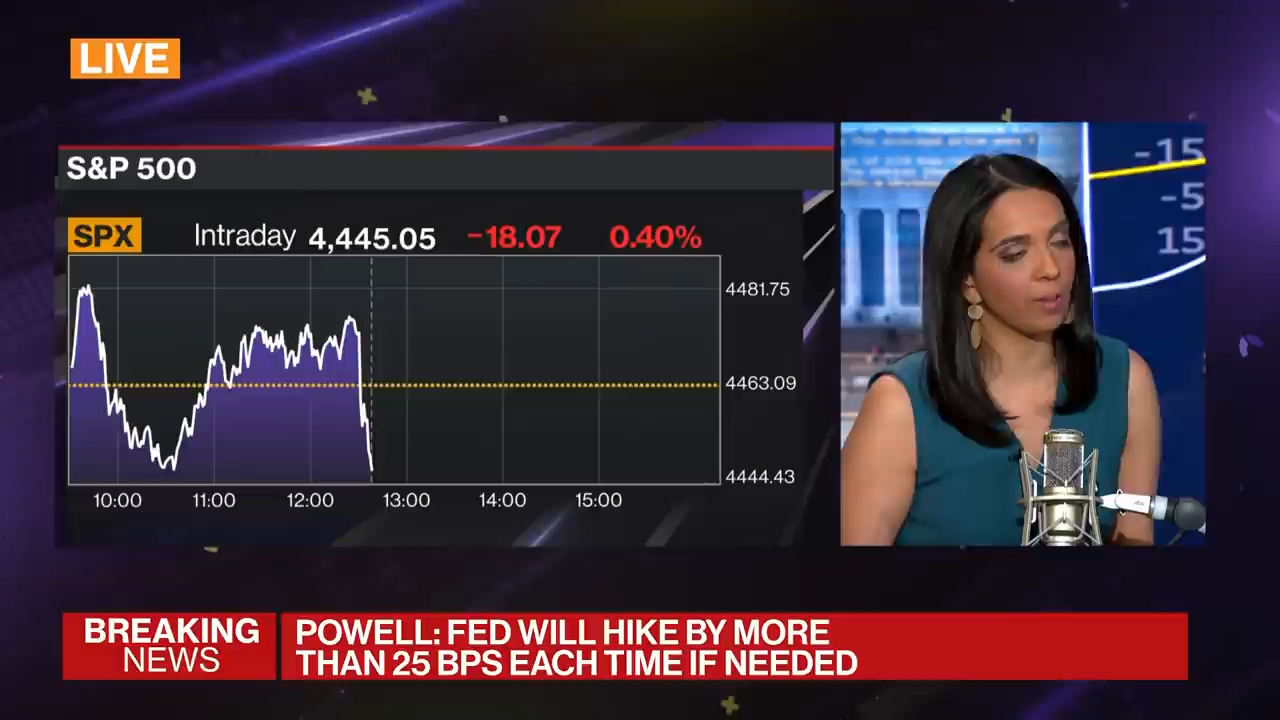 LIVE
S&P 500
SPX Intraday 4,445.05 −18.07 0.40%
4481.75
4463.09
4444.43
10:00 11:00 12:00 13:00 14:00 15:00
-15
-5
15
BREAKING
NEWS
POWELL: FED WILL HIKE BY MORE
THAN 25 BPS EACH TIME IF NEEDED